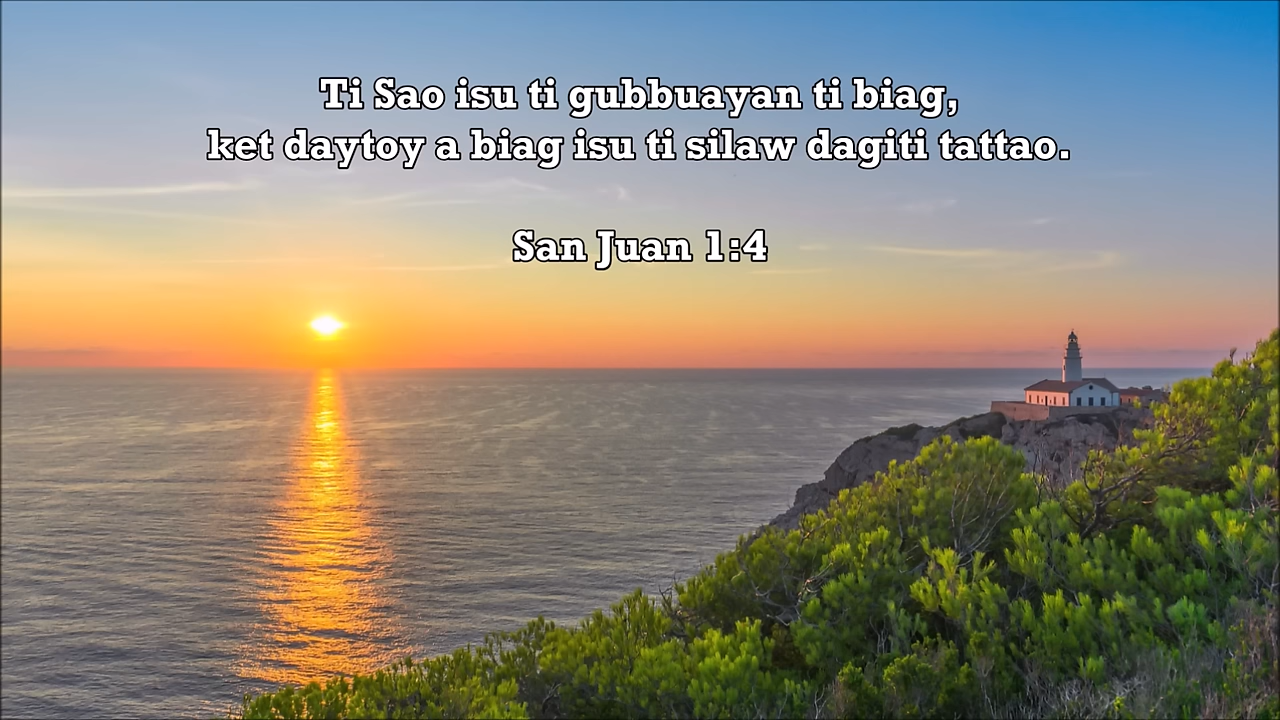 Ti Sao isu ti gubbuayan ti biag,
ket daytoy a biag isu ti silaw dagiti tattao.
San Juan 1:4